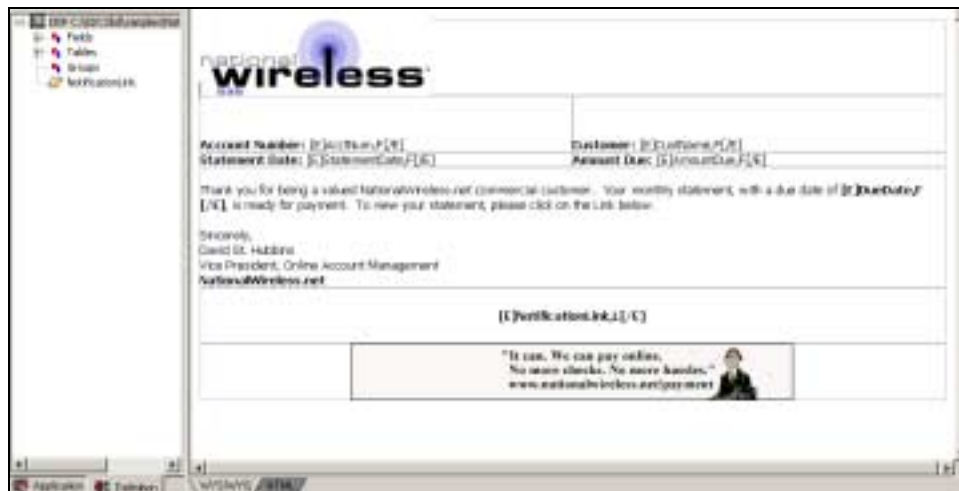 Fields
Tables
Groups
NotificationLink
national
wireless
Account Number: [E]AcctNum,F[/E]
Customer: [E]CustName,F[/E]
Statement Date: [E]StatementDate,F[/E]
Amount Due: [E]AmountDue,F[/E]
Thank you for being a valued NationalWireless.net commercial customer. Your monthly statement, with a due date of [E]DueDate,F
[/E], is ready for payment. To view your statement, please click on the Link below.
Sincerely,
David St. Hubbins
Vice President, Online Account Management
NationalWireless.net
[E]NotificationLink,L[/E]
"It can. We can pay online.
No more checks. No more hassles."
www.nationalwireless.net/payment
Application
Definition
WYSIWYG
HTML